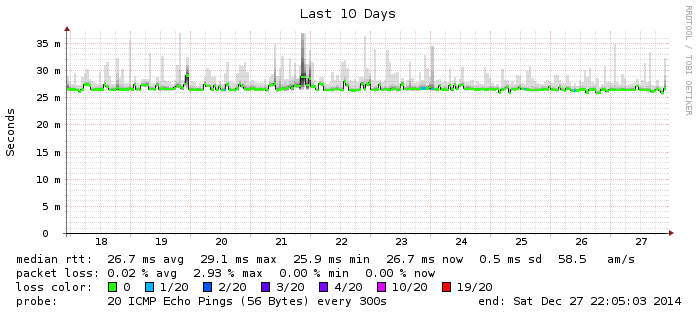 Last 10 Days
RRDTOOL / TOBI OETIKER
Seconds
35 m
30 m
25 m
20 m
15 m
10 m
5 m
0
18 19 20 21 22 23 24 25 26 27
median rtt: 26.7 ms avg 29.1 ms max 25.9 ms min 26.7 ms now 0.5 ms sd 58.5 am/s
packet loss: 0.02 % avg 2.93 % max 0.00 % min 0.00 % now
loss color: 0 1/20 2/20 3/20 4/20 10/20 19/20
probe: 20 ICMP Echo Pings (56 Bytes) every 300s end: Sat Dec 27 22:05:03 2014